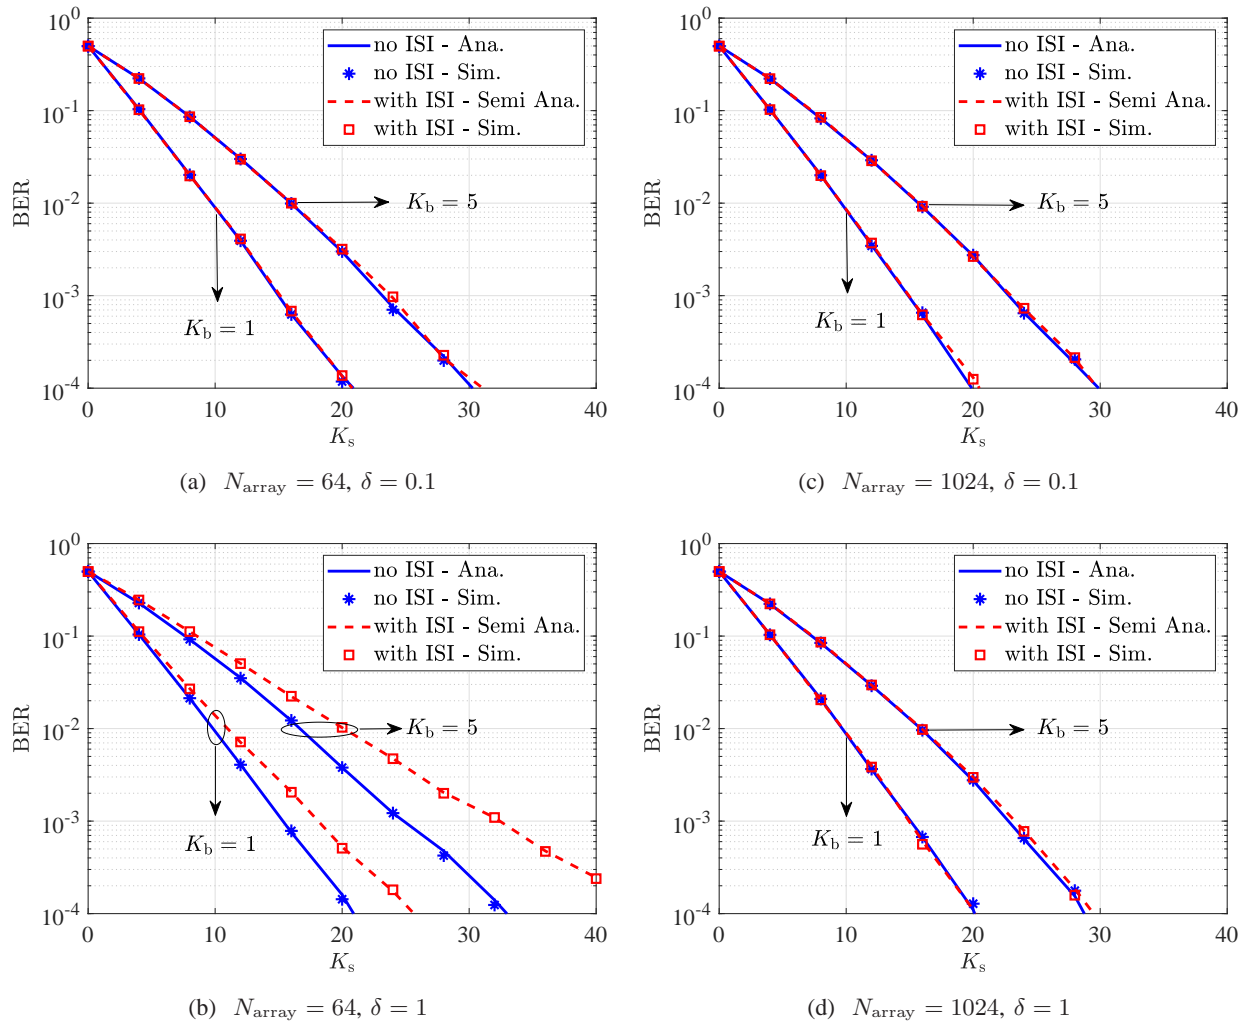 10^0
10^-1
10^-2
10^-3
10^-4
BER
0 10 20 30 40
K_s
no ISI - Ana.
no ISI - Sim.
with ISI - Semi Ana.
with ISI - Sim.
K_b = 5
K_b = 1
(a) N_array = 64, δ = 0.1
10^0
10^-1
10^-2
10^-3
10^-4
BER
0 10 20 30 40
K_s
no ISI - Ana.
no ISI - Sim.
with ISI - Semi Ana.
with ISI - Sim.
K_b = 5
K_b = 1
(c) N_array = 1024, δ = 0.1
10^0
10^-1
10^-2
10^-3
10^-4
BER
0 10 20 30 40
K_s
no ISI - Ana.
no ISI - Sim.
with ISI - Semi Ana.
with ISI - Sim.
K_b = 5
K_b = 1
(b) N_array = 64, δ = 1
10^0
10^-1
10^-2
10^-3
10^-4
BER
0 10 20 30 40
K_s
no ISI - Ana.
no ISI - Sim.
with ISI - Semi Ana.
with ISI - Sim.
K_b = 5
K_b = 1
(d) N_array = 1024, δ = 1